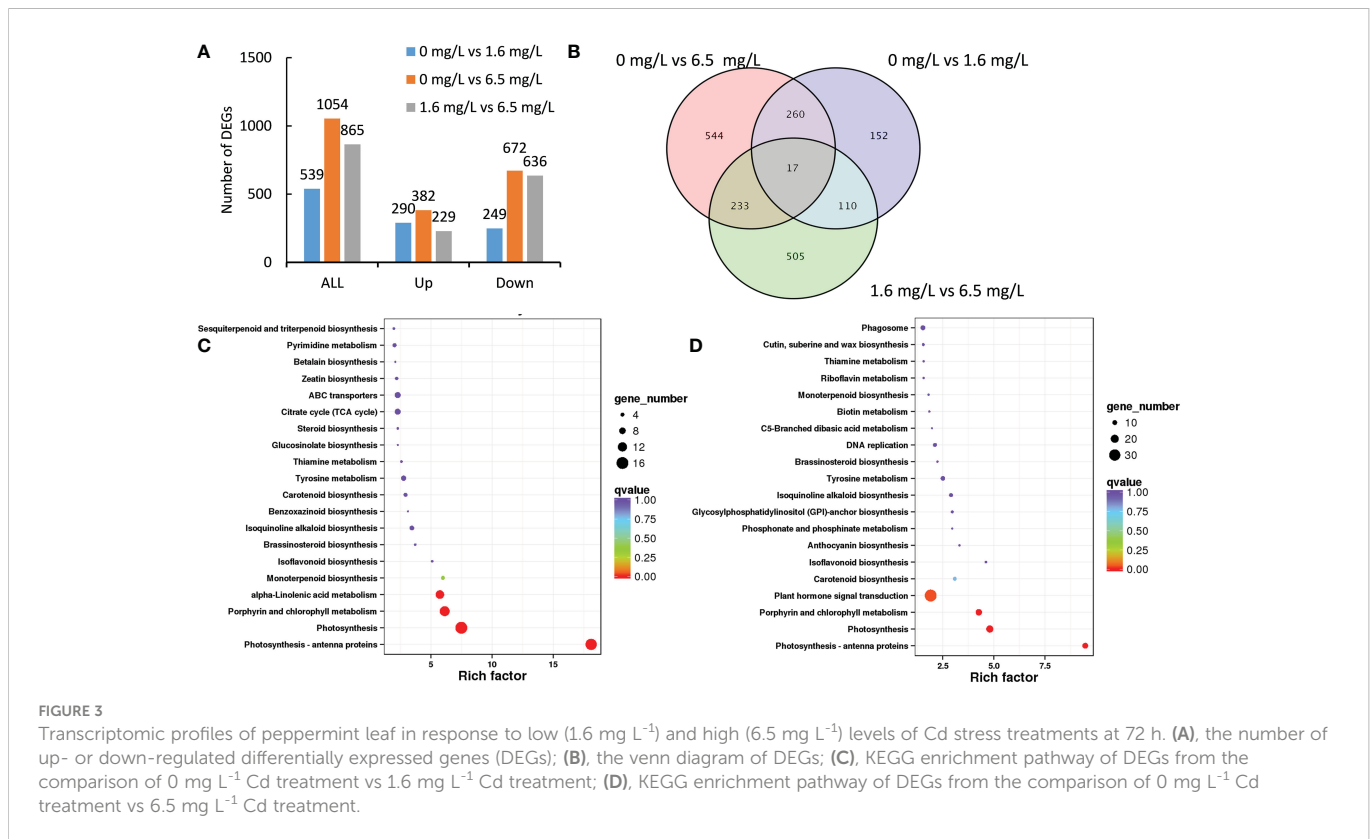 A
1500
1000
500
0
Number of DEGs
0 mg/L vs 1.6 mg/L
0 mg/L vs 6.5 mg/L
1.6 mg/L vs 6.5 mg/L
539
1054
865
290
382
229
249
672
636
ALL
Up
Down
B
0 mg/L vs 6.5 mg/L
0 mg/L vs 1.6 mg/L
544
260
152
17
233
110
505
1.6 mg/L vs 6.5 mg/L
C
Sesquiterpenoid and triterpenoid biosynthesis
Pyrimidine metabolism
Betalain biosynthesis
Zeatin biosynthesis
ABC transporters
Citrate cycle (TCA cycle)
Steroid biosynthesis
Glucosinolate biosynthesis
Thiamine metabolism
Tyrosine metabolism
Carotenoid biosynthesis
Benzoxazinoid biosynthesis
Isoquinoline alkaloid biosynthesis
Brassinosteroid biosynthesis
Isoflavonoid biosynthesis
Monoterpenoid biosynthesis
alpha-Linolenic acid metabolism
Porphyrin and chlorophyll metabolism
Photosynthesis
Photosynthesis - antenna proteins
5
10
15
Rich factor
gene_number
4
8
12
16
qvalue
1.00
0.75
0.50
0.25
0.00
D
Phagosome
Cutin, suberine and wax biosynthesis
Thiamine metabolism
Riboflavin metabolism
Monoterpenoid biosynthesis
Biotin metabolism
C5-Branched dibasic acid metabolism
DNA replication
Brassinosteroid biosynthesis
Tyrosine metabolism
Isoquinoline alkaloid biosynthesis
Glycosylphosphatidylinositol (GPI)-anchor biosynthesis
Phosphonate and phosphinate metabolism
Anthocyanin biosynthesis
Isoflavonoid biosynthesis
Carotenoid biosynthesis
Plant hormone signal transduction
Porphyrin and chlorophyll metabolism
Photosynthesis
Photosynthesis - antenna proteins
2.5
5.0
7.5
Rich factor
gene_number
10
20
30
qvalue
1.00
0.75
0.50
0.25
0.00
FIGURE 3
Transcriptomic profiles of peppermint leaf in response to low (1.6 mg L⁻¹) and high (6.5 mg L⁻¹) levels of Cd stress treatments at 72 h. (A), the number of
up- or down-regulated differentially expressed genes (DEGs); (B), the venn diagram of DEGs; (C), KEGG enrichment pathway of DEGs from the
comparison of 0 mg L⁻¹ Cd treatment vs 1.6 mg L⁻¹ Cd treatment; (D), KEGG enrichment pathway of DEGs from the comparison of 0 mg L⁻¹ Cd
treatment vs 6.5 mg L⁻¹ Cd treatment.